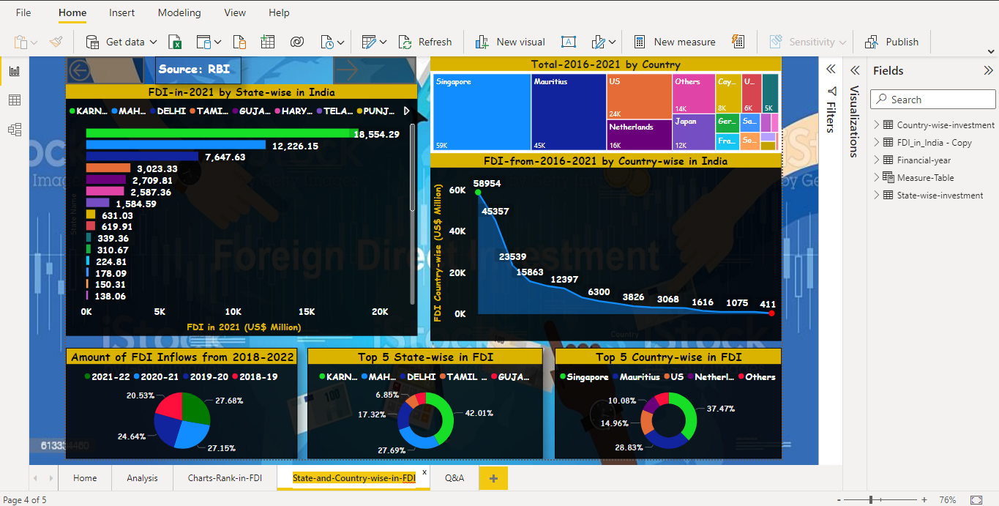 File Home Insert Modeling View Help
Get data Refresh New visual New measure Sensitivity Publish
Source: RBI
FDI-in-2021 by State-wise in India
KARN... MAH... DELHI TAMI... GUJA... HARY... TELA... PUNJ...
18,554.29
12,226.15
7,647.63
3,023.33
2,709.81
2,587.36
1,584.59
631.03
619.91
339.36
310.67
224.81
178.09
150.31
138.06
State Name
0K 5K 10K 15K 20K
FDI in 2021 (US$ Million)
Total-2016-2021 by Country
Singapore Mauritius US Others Cay... U...
24K 14K 8K 6K 5K
Netherlands Japan Ger... Sa...
Fra... So...
59K 45K 16K 12K
FDI-from-2016-2021 by Country-wise in India
FDI Country-wise (US$ Million)
60K
40K
20K
0K
58954
45357
23539
15863
12397
6300
3826
3068
1616
1075
411
Country
Foreign Direct Investment
iStock
iStock
iStock
Amount of FDI Inflows from 2018-2022
2021-22 2020-21 2019-20 2018-19
20.53% 27.68%
24.64% 27.15%
Top 5 State-wise in FDI
KARN... MAH... DELHI TAMIL ... GUJA...
6.85%
17.32% 42.01%
27.69%
Top 5 Country-wise in FDI
Singapore Mauritius US Netherl... Others
10.08% 37.47%
14.96%
28.83%
Filters
Visualizations
Fields
Search
Country-wise-investment
FDI_in_India - Copy
Financial-year
Measure-Table
State-wise-investment
Home Analysis Charts-Rank-in-FDI State-and-Country-wise-in-FDI x Q&A +
Page 4 of 5
- + 76%